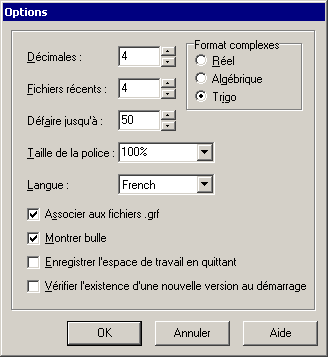 Options
Décimales :
4
Fichiers récents :
4
Défaire jusqu'à :
50
Format complexes
Réel
Algébrique
Trigo
Taille de la police :
100%
Langue :
French
Associer aux fichiers .grf
Montrer bulle
Enregistrer l'espace de travail en quittant
Vérifier l'existence d'une nouvelle version au démarrage
OK
Annuler
Aide